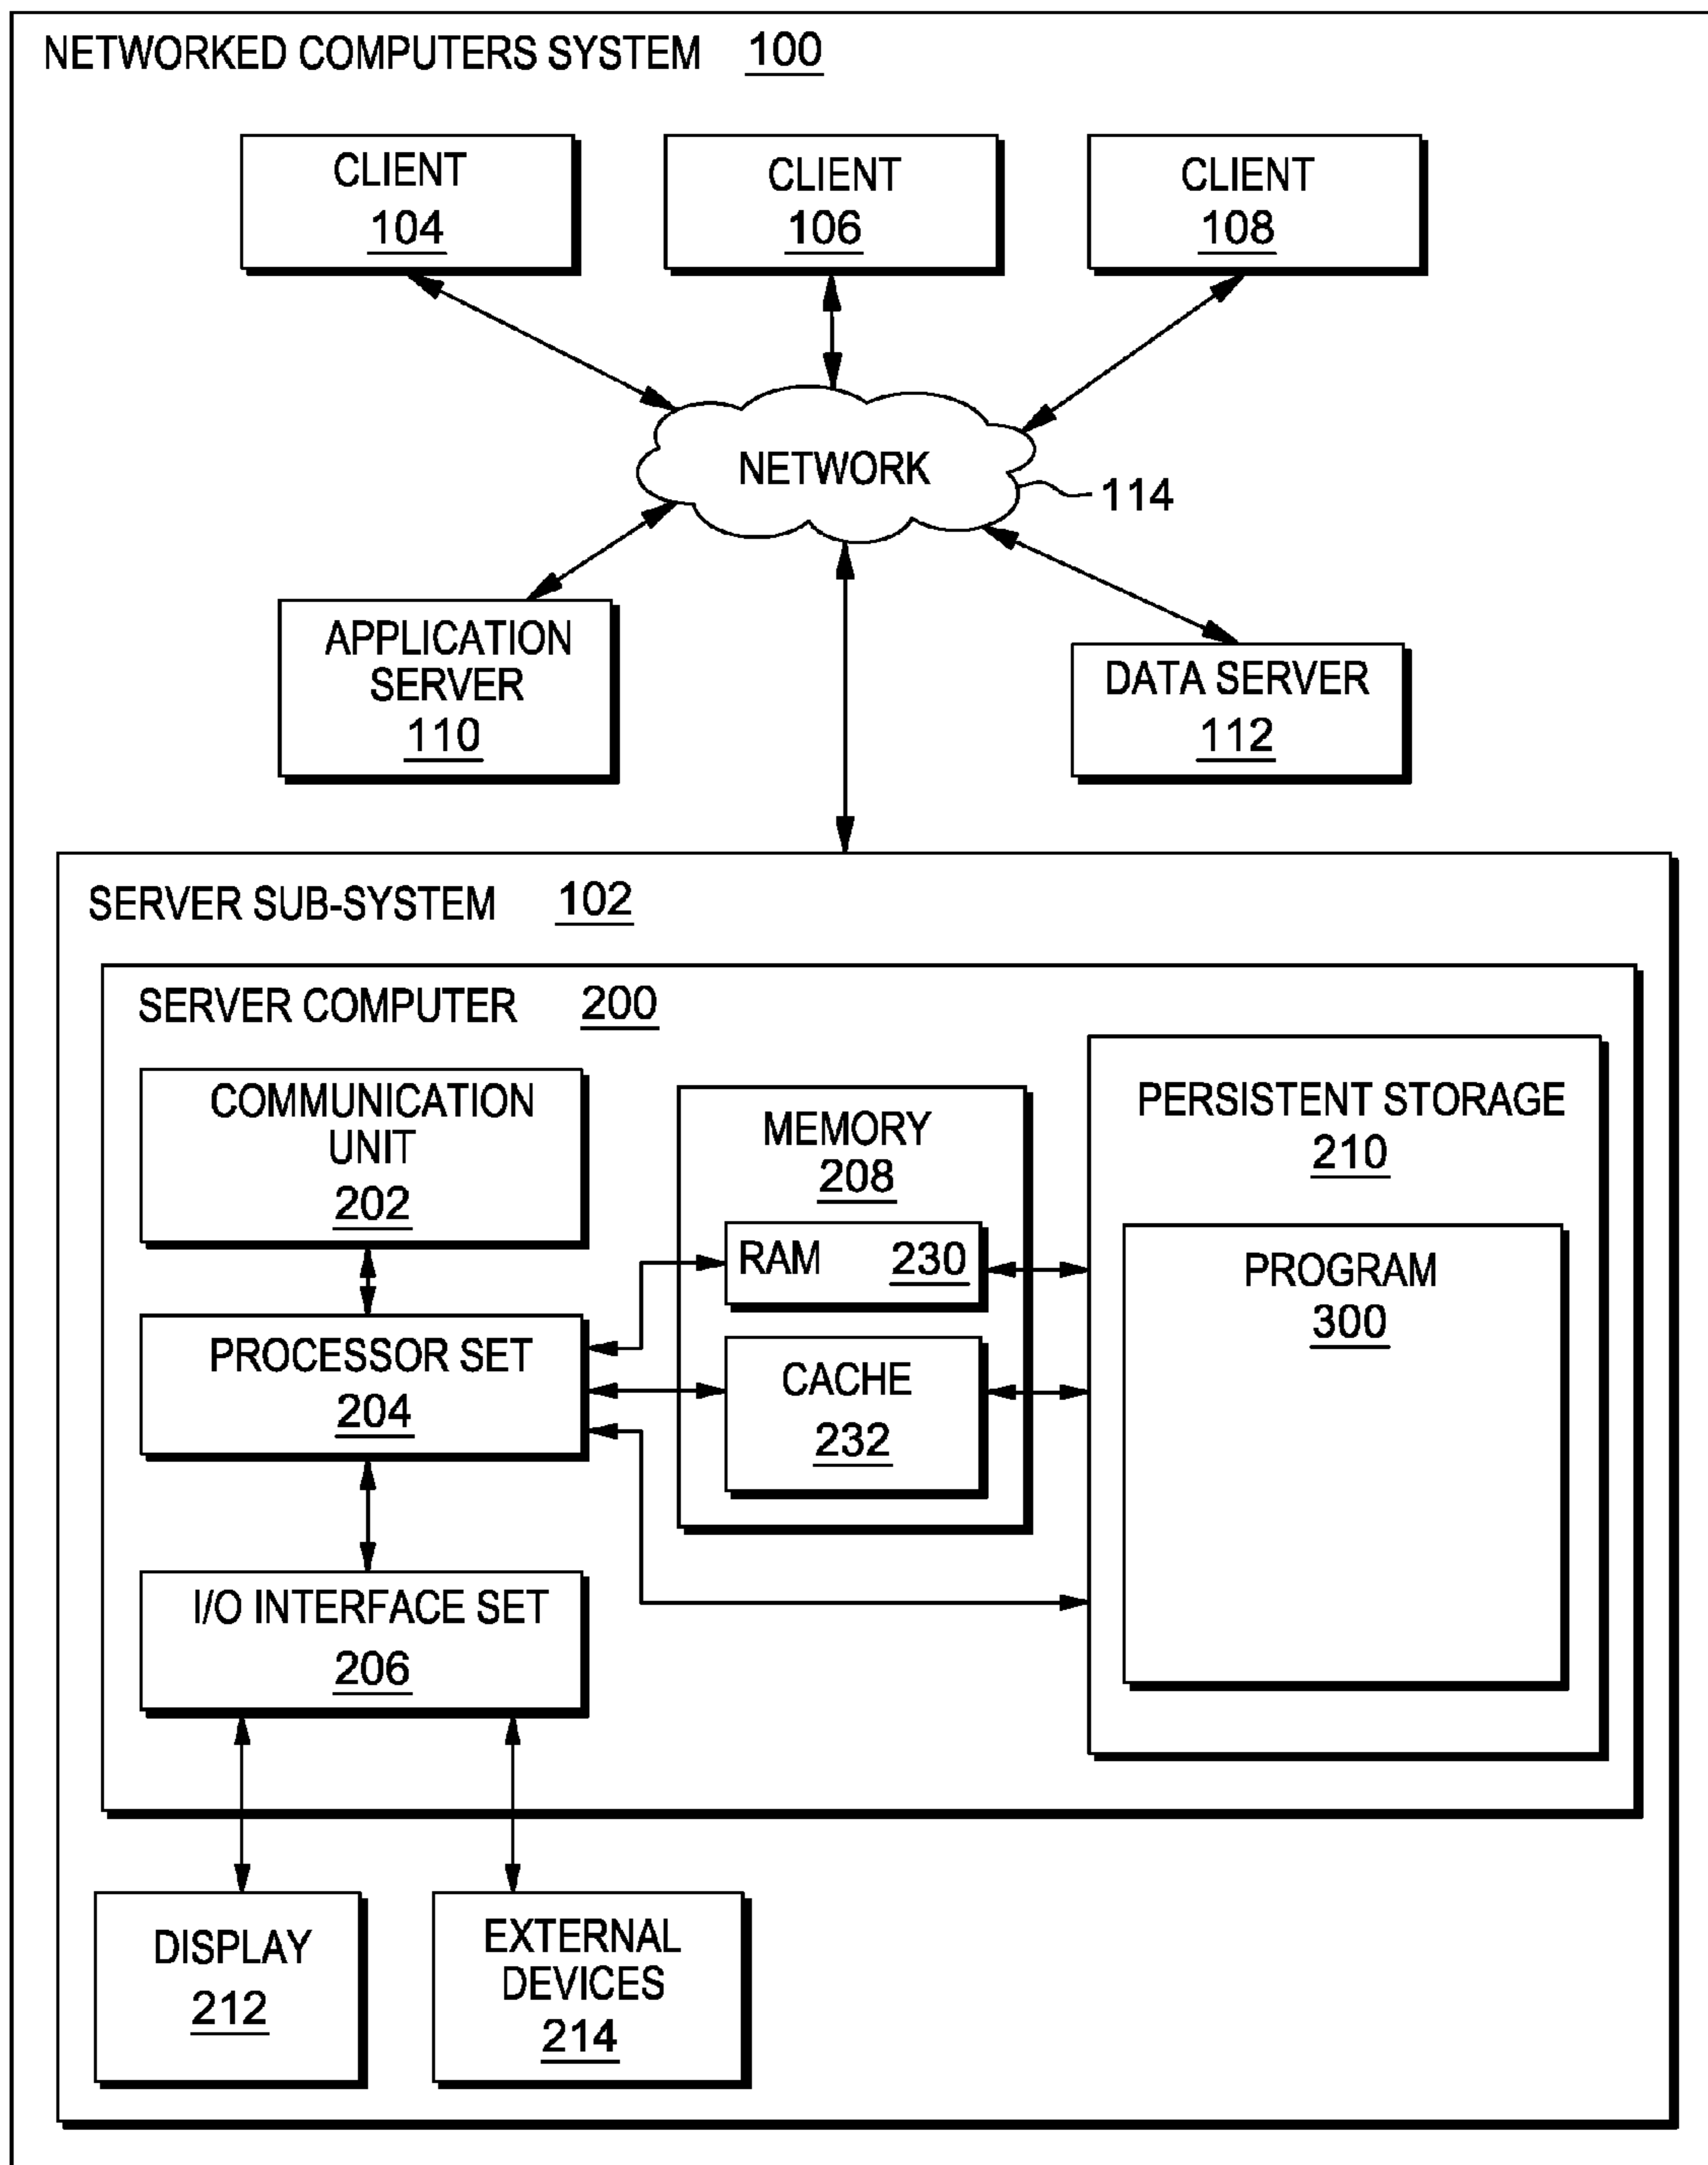 NETWORKED COMPUTERS SYSTEM 100
CLIENT
104
CLIENT
106
CLIENT
108
NETWORK
114
APPLICATION
SERVER
110
DATA SERVER
112
SERVER SUB-SYSTEM 102
SERVER COMPUTER 200
COMMUNICATION
UNIT
202
MEMORY
208
PERSISTENT STORAGE
210
RAM 230
PROGRAM
300
PROCESSOR SET
204
CACHE
232
I/O INTERFACE SET
206
DISPLAY
212
EXTERNAL
DEVICES
214